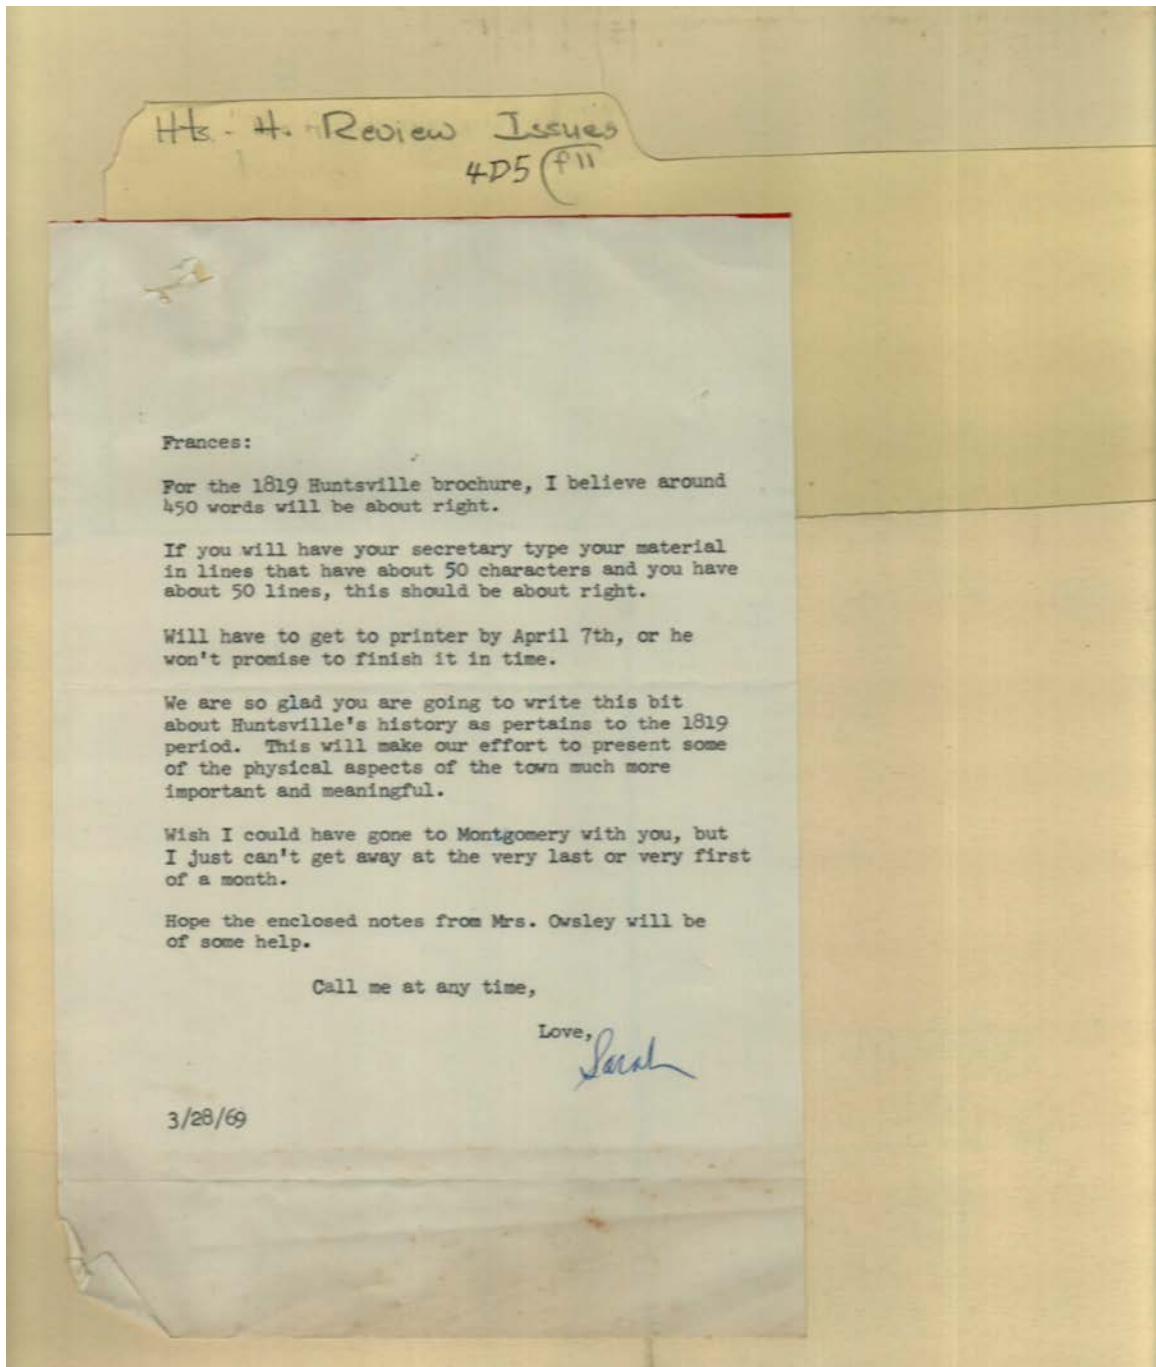 Hts. H. Review Issues
4D5 (f11
Frances:
For the 1819 Huntsville brochure, I believe around
450 words will be about right.
If you will have your secretary type your material
in lines that have about 50 characters and you have
about 50 lines, this should be about right.
Will have to get to printer by April 7th, or he
won't promise to finish it in time.
We are so glad you are going to write this bit
about Huntsville's history as pertains to the 1819
period.  This will make our effort to present some
of the physical aspects of the town much more
important and meaningful.
Wish I could have gone to Montgomery with you, but
I just can't get away at the very last or very first
of a month.
Hope the enclosed notes from Mrs. Owsley will be
of some help.
Call me at any time,
Love,
Sarah
3/28/69